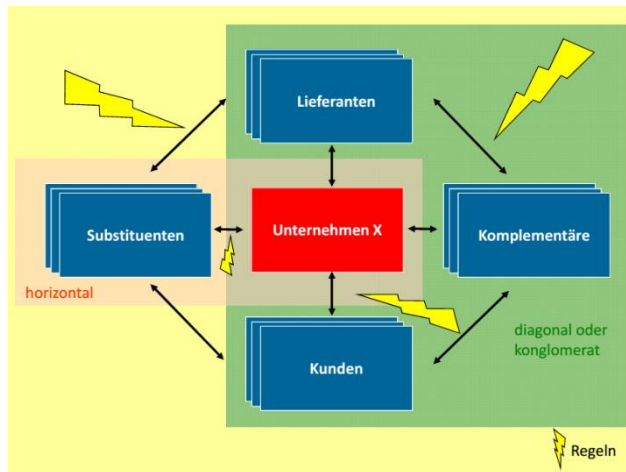 Lieferanten
Substituenten
Unternehmen X
Komplementäre
horizontal
Kunden
diagonal oder
konglomerat
Regeln